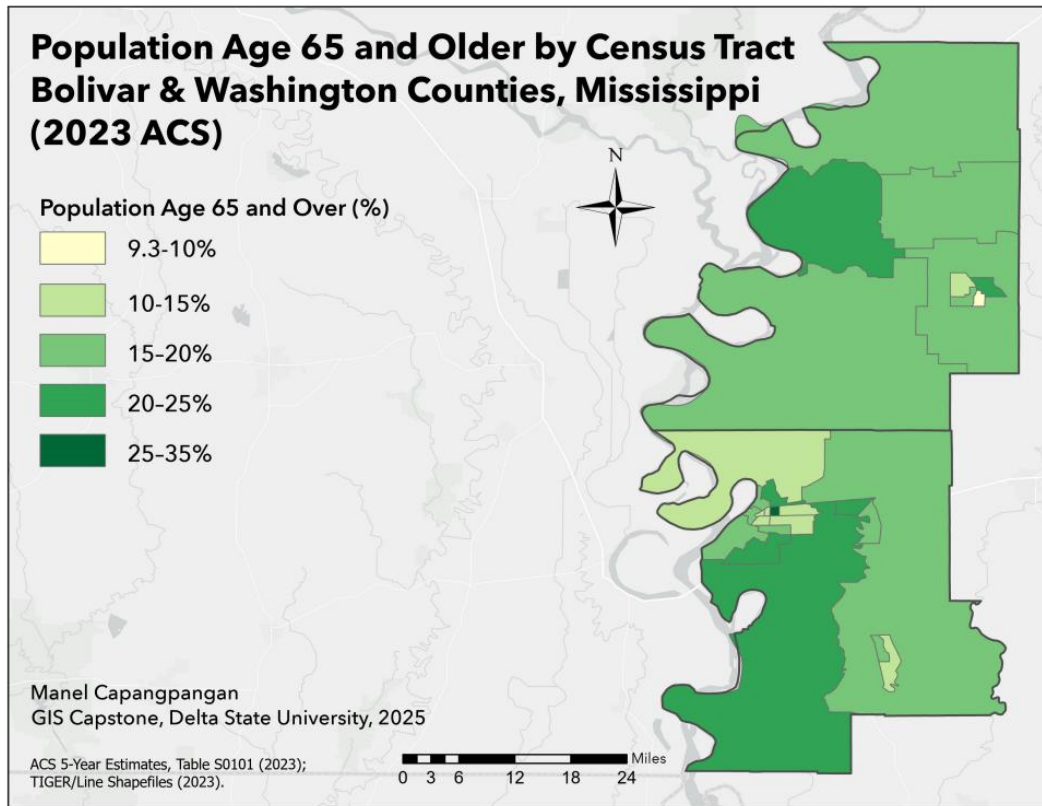 Population Age 65 and Older by Census Tract
Bolivar & Washington Counties, Mississippi
(2023 ACS)
N
Population Age 65 and Over (%)
9.3-10%
10-15%
15–20%
20–25%
25–35%
Manel Capangpangan
GIS Capstone, Delta State University, 2025
ACS 5-Year Estimates, Table S0101 (2023);
TIGER/Line Shapefiles (2023).
Miles
0 3 6 12 18 24